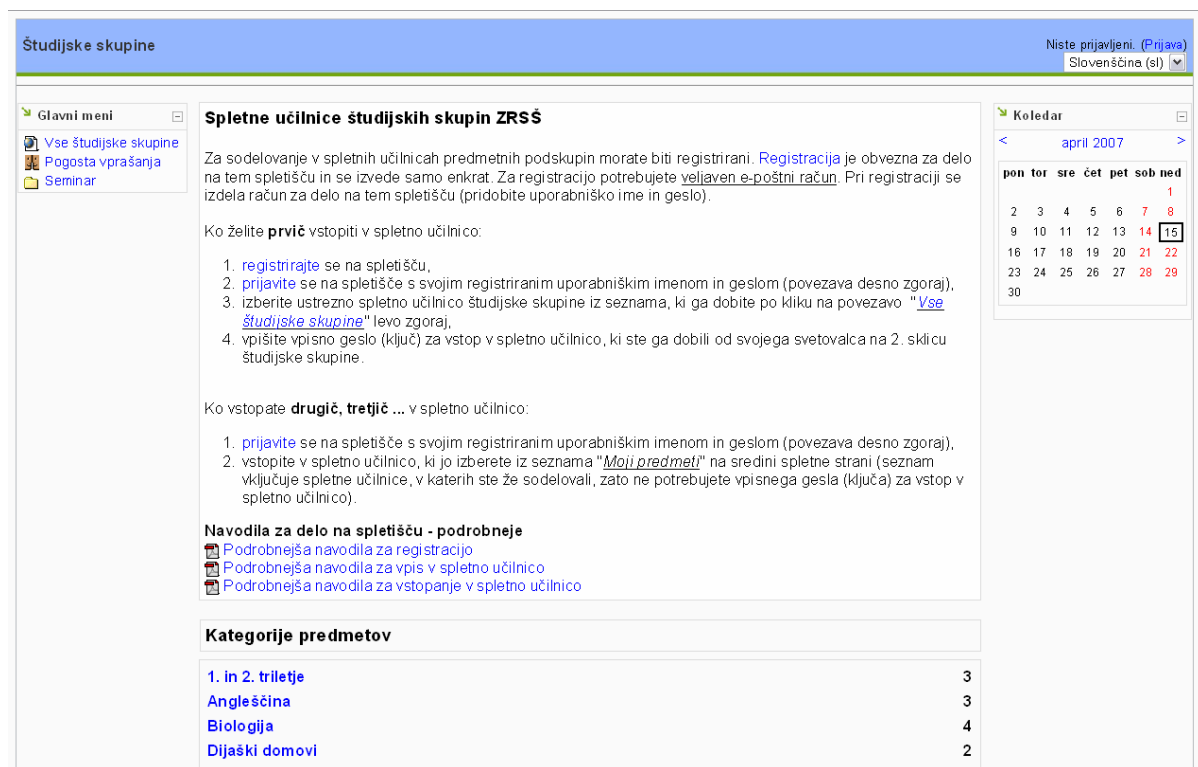 Študijske skupine
Niste prijavljeni. (Prijava)
Slovenščina (sl)
Glavni meni
Vse študijske skupine
Pogosta vprašanja
Seminar
Spletne učilnice študijskih skupin ZRSŠ
Za sodelovanje v spletnih učilnicah predmetnih podskupin morate biti registrirani. Registracija je obvezna za delo
na tem spletišču in se izvede samo enkrat. Za registracijo potrebujete veljaven e-poštni račun. Pri registraciji se
izdela račun za delo na tem spletišču (pridobite uporabniško ime in geslo).
Ko želite prvič vstopiti v spletno učilnico:
1. registrirajte se na spletišču,
2. prijavite se na spletišče s svojim registriranim uporabniškim imenom in geslom (povezava desno zgoraj),
3. izberite ustrezno spletno učilnico študijske skupine iz seznama, ki ga dobite po kliku na povezavo "Vse
študijske skupine" levo zgoraj,
4. vpišite vpisno geslo (ključ) za vstop v spletno učilnico, ki ste ga dobili od svojega svetovalca na 2. sklicu
študijske skupine.
Ko vstopate drugič, tretjič ... v spletno učilnico:
1. prijavite se na spletišče s svojim registriranim uporabniškim imenom in geslom (povezava desno zgoraj),
2. vstopite v spletno učilnico, ki jo izberete iz seznama "Moji predmeti" na sredini spletne strani (seznam
vključuje spletne učilnice, v katerih ste že sodelovali, zato ne potrebujete vpisnega gesla (ključa) za vstop v
spletno učilnico).
Navodila za delo na spletišču - podrobneje
Podrobnejša navodila za registracijo
Podrobnejša navodila za vpis v spletno učilnico
Podrobnejša navodila za vstopanje v spletno učilnico
Kategorije predmetov
1. in 2. triletje 3
Angleščina 3
Biologija 4
Dijaški domovi 2
Koledar
< april 2007 >
pon tor sre čet pet sob ned
1
2 3 4 5 6 7 8
9 10 11 12 13 14 15
16 17 18 19 20 21 22
23 24 25 26 27 28 29
30